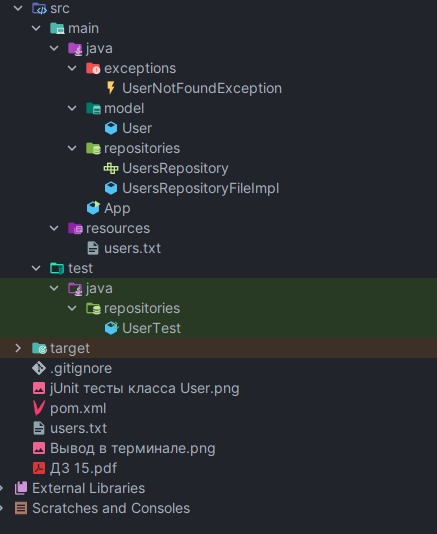 src
main
java
exceptions
UserNotFoundException
model
User
repositories
UsersRepository
UsersRepositoryFileImpl
App
resources
users.txt
test
java
repositories
UserTest
target
.gitignore
jUnit тесты класса User.png
pom.xml
users.txt
Вывод в терминале.png
ДЗ 15.pdf
External Libraries
Scratches and Consoles